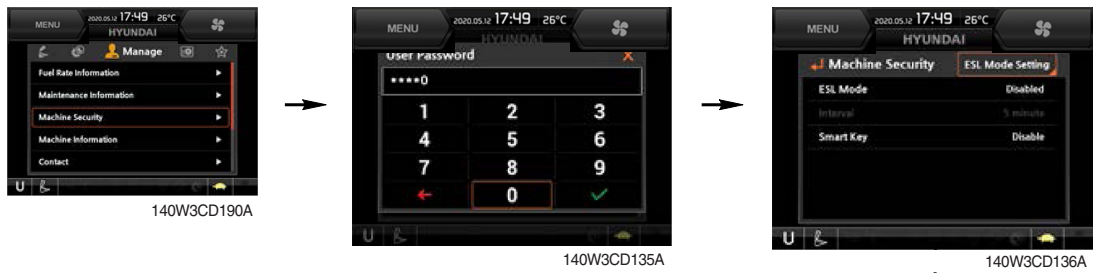 MENU
2020.05.12 17:49 26°C
HYUNDAI
Manage
Fuel Rate Information
Maintenance Information
Machine Security
Machine Information
Contact
U
140W3CD190A
MENU
2020.05.12 17:49 26°C
HYUNDAI
User Password X
****0
1 2 3
4 5 6
7 8 9
0
U
140W3CD135A
MENU
2020.05.12 17:49 26°C
HYUNDAI
Machine Security ESL Mode Setting
ESL Mode Disabled
Interval 5 minute
Smart Key Disable
U
140W3CD136A